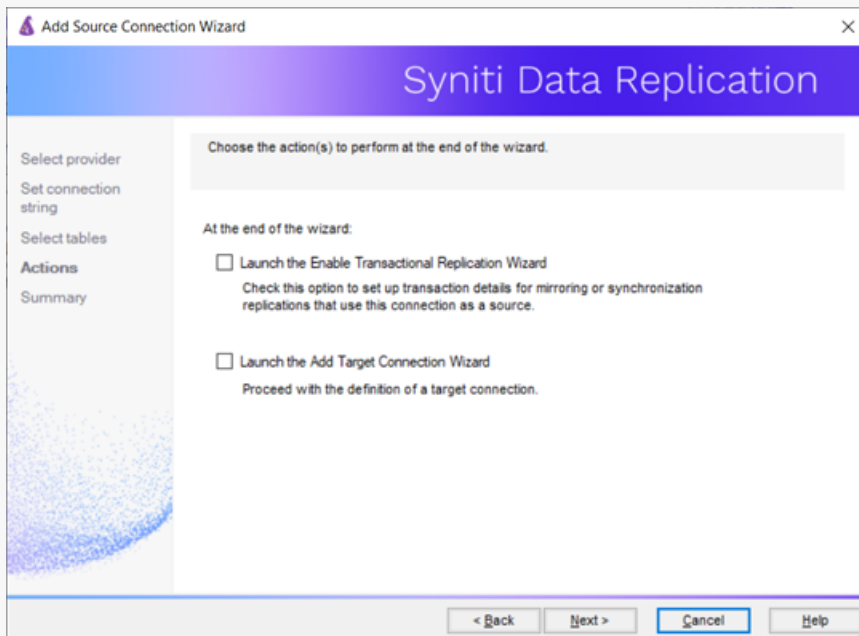 Add Source Connection Wizard
Syniti Data Replication
Select provider
Set connection
string
Select tables
Actions
Summary
Choose the action(s) to perform at the end of the wizard.
At the end of the wizard:
Launch the Enable Transactional Replication Wizard
Check this option to set up transaction details for mirroring or synchronization
replications that use this connection as a source.
Launch the Add Target Connection Wizard
Proceed with the definition of a target connection.
< Back
Next >
Cancel
Help